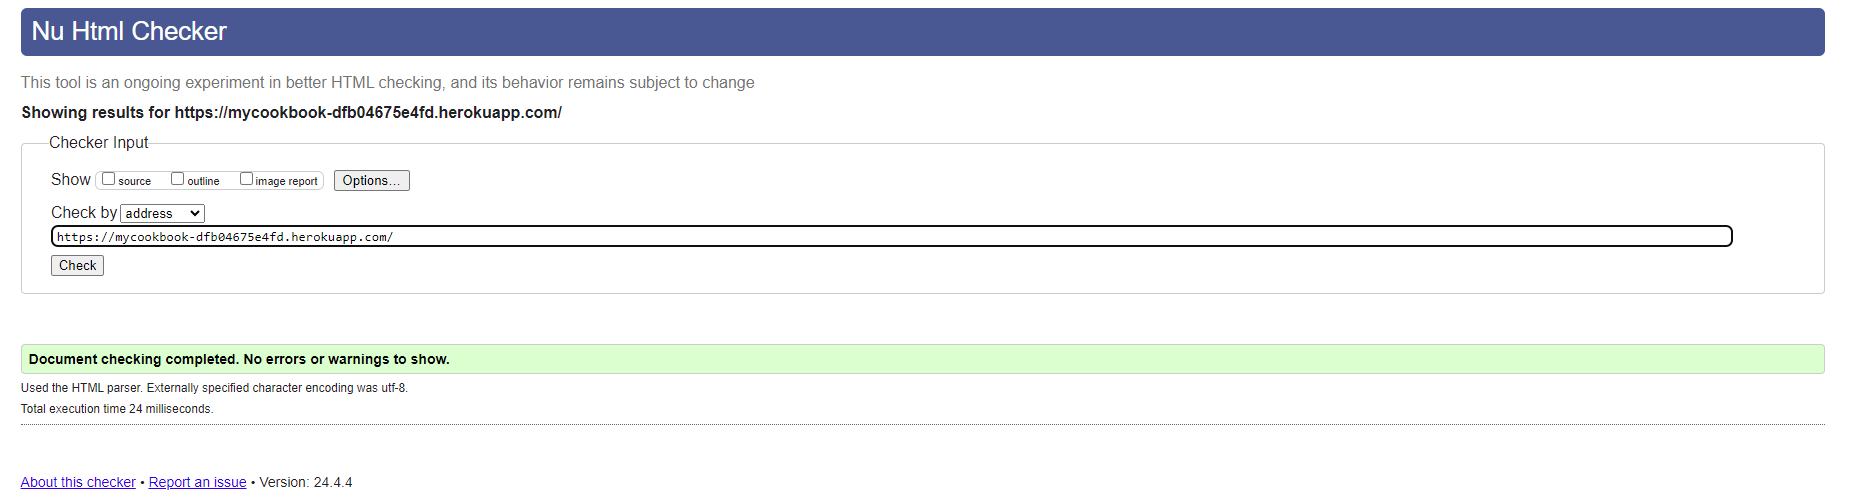 Nu Html Checker
This tool is an ongoing experiment in better HTML checking, and its behavior remains subject to change
Showing results for https://mycookbook-dfb04675e4fd.herokuapp.com/
Checker Input
Show source outline image report Options...
Check by address
https://mycookbook-dfb04675e4fd.herokuapp.com/
Check
Document checking completed. No errors or warnings to show.
Used the HTML parser. Externally specified character encoding was utf-8.
Total execution time 24 milliseconds.
About this checker • Report an issue • Version: 24.4.4